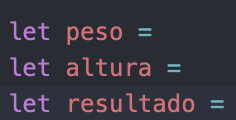 let peso =
let altura =
let resultado =